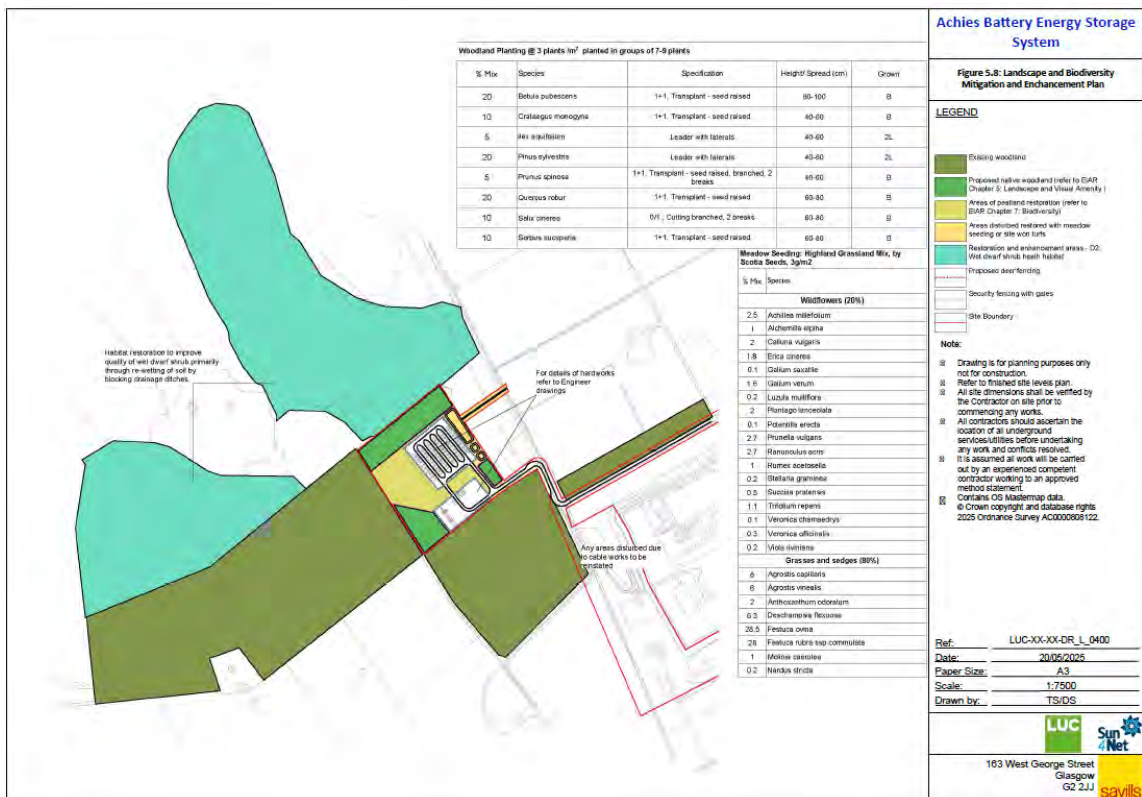 Achies Battery Energy Storage
System
Figure 5.8: Landscape and Biodiversity
Mitigation and Enchancement Plan
LEGEND
Existing woodland
Proposed native woodland (refer to EIAR
Chapter 5: Landscape and Visual Amenity )
Areas of peatland restoration (refer to
EIAR Chapter 7: Biodiversity)
Areas disturbed restored with meadow
seeding or site won turfs
Restoration and enhancement areas - D2:
Wet dwarf shrub heath habitat
Proposed deer fencing
Security fencing with gates
Site Boundary
Note:
Drawing is for planning purposes only
not for construction.
Refer to finished site levels plan.
All site dimensions shall be verified by
the Contractor on site prior to
commencing any works.
All contractors should ascertain the
location of all underground
services/utilities before undertaking
any work and conflicts resolved.
It is assumed all work will be carried
out by an experienced competent
contractor working to an approved
method statement.
Contains OS Mastermap data.
© Crown copyright and database rights
2025 Ordnance Survey AC0000808122.
Ref: LUC-XX-XX-DR_L_0400
Date: 20/05/2025
Paper Size: A3
Scale: 1:7500
Drawn by: TS/DS
LUC
Sun
4Net
163 West George Street
Glasgow
G2 2JJ
savills
Woodland Planting @ 3 plants /m² planted in groups of 7-9 plants
% Mix Species Specification Height/ Spread (cm) Grown
20 Betula pubescens 1+1, Transplant - seed raised 80-100 B
10 Crataegus monogyna 1+1, Transplant - seed raised 40-60 B
5 Ilex aquifolium Leader with laterals 40-60 2L
20 Pinus sylvestris Leader with laterals 40-60 2L
5 Prunus spinosa 1+1, Transplant - seed raised, branched, 2 breaks 40-60 B
20 Quercus robur 1+1, Transplant - seed raised 60-80 B
10 Salix cinerea 0/1 , Cutting branched, 2 breaks 60-80 B
10 Sorbus aucuparia 1+1, Transplant - seed raised 60-80 B
Meadow Seeding: Highland Grassland Mix, by
Scotia Seeds, 3g/m2
% Mix Species
Wildflowers (20%)
2.5 Achillea millefolium
1 Alchemilla alpina
2 Calluna vulgaris
1.8 Erica cinerea
0.1 Galium saxatile
1.6 Galium verum
0.2 Luzula multiflora
2 Plantago lanceolata
0.1 Potentilla erecta
2.7 Prunella vulgaris
2.7 Ranunculus acris
1 Rumex acetosella
0.2 Stellaria graminea
0.5 Succisa pratensis
1.1 Trifolium repens
0.1 Veronica chamaedrys
0.3 Veronica officinalis
0.2 Viola riviniana
Grasses and sedges (80%)
Agrostis capillaris
6 Agrostis vinealis
2 Anthoxanthum odoratum
Deschampsia flexuosa
28.5 Festuca ovina
28 Festuca rubra ssp commutata
1 Molinia caerulea
0.2 Nardus stricta
Habitat restoration to improve
quality of wet dwarf shrub primarily
through re-wetting of soil by
blocking drainage ditches.
For details of hardworks
refer to Engineer
drawings
Any areas disturbed due
to cable works to be
reinstated